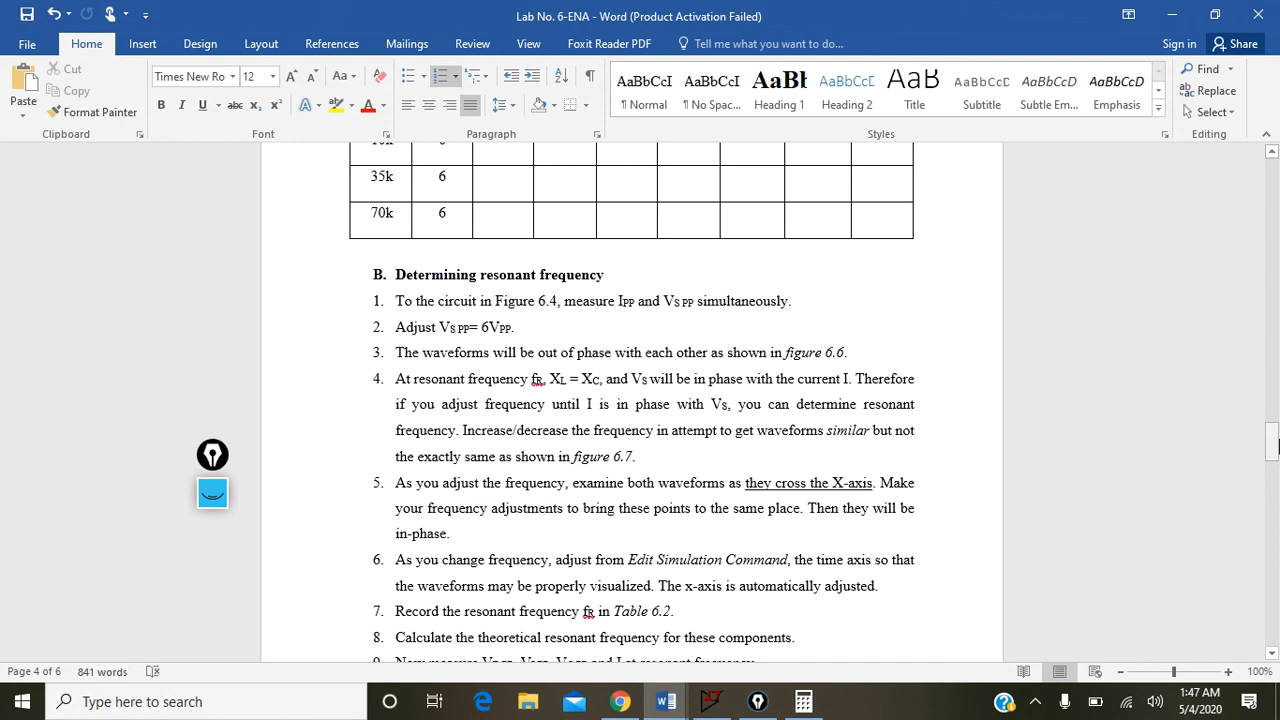 Lab No. 6-ENA - Word (Product Activation Failed)
File Home Insert Design Layout References Mailings Review View Foxit Reader PDF Tell me what you want to do... Sign in Share
Cut
Copy
Format Painter
Paste
Clipboard
Times New Ro 12
Font
Paragraph
AaBbCcI AaBbCcI AaBb AaBbCcI AaB AaBbCcI AaBbCcI AaBbCcI
¶ Normal ¶ No Spac... Heading 1 Heading 2 Title Subtitle Subtle Em... Emphasis
Styles
Find
Replace
Select
Editing
35k 6
70k 6
B. Determining resonant frequency
1. To the circuit in Figure 6.4, measure IPP and VS PP simultaneously.
2. Adjust VS PP= 6VPP.
3. The waveforms will be out of phase with each other as shown in figure 6.6.
4. At resonant frequency fR, XL = XC, and VS will be in phase with the current I. Therefore
if you adjust frequency until I is in phase with VS, you can determine resonant
frequency. Increase/decrease the frequency in attempt to get waveforms similar but not
the exactly same as shown in figure 6.7.
5. As you adjust the frequency, examine both waveforms as they cross the X-axis. Make
your frequency adjustments to bring these points to the same place. Then they will be
in-phase.
6. As you change frequency, adjust from Edit Simulation Command, the time axis so that
the waveforms may be properly visualized. The x-axis is automatically adjusted.
7. Record the resonant frequency fR in Table 6.2.
8. Calculate the theoretical resonant frequency for these components.
Page 4 of 6 841 words 100%
Type here to search
1:47 AM
5/4/2020